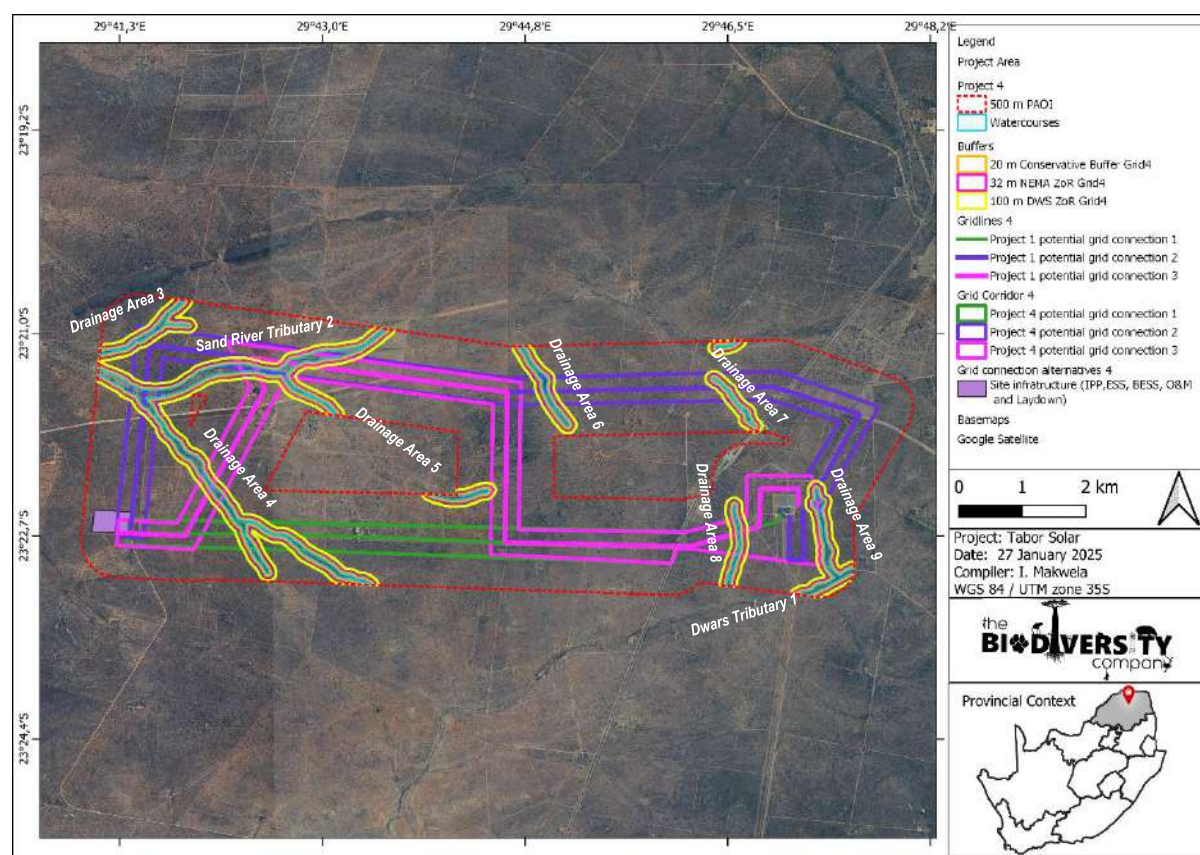 29°41,3'E
29°43,0'E
29°44,8'E
29°46,5'E
29°48,2'E
23°19,2'S
23°21,0'S
23°22,7'S
23°24,4'S
Drainage Area 3
Sand River Tributary 2
Drainage Area 4
Drainage Area 5
Drainage Area 6
Drainage Area 7
Drainage Area 8
Drainage Area 9
Dwars Tributary 1
Legend
Project Area
Project 4
500 m PAOI
Watercourses
Buffers
20 m Conservative Buffer Grid4
32 m NEMA ZoR Grid4
100 m DWS ZoR Grid4
Gridlines 4
Project 1 potential grid connection 1
Project 1 potential grid connection 2
Project 1 potential grid connection 3
Grid Corridor 4
Project 4 potential grid connection 1
Project 4 potential grid connection 2
Project 4 potential grid connection 3
Grid connection alternatives 4
Site infratructure (IPP,ESS, BESS, O&M
and Laydown)
Basemaps
Google Satellite
0 1 2 km
Project: Tabor Solar
Date: 27 January 2025
Compiler: I. Makwela
WGS 84 / UTM zone 35S
the
BIODIVERSITY
company
Provincial Context